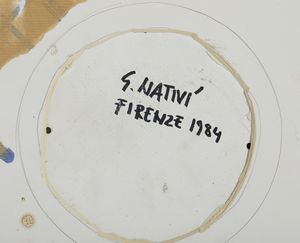 G. NATIVI'
FIRENZE 1984